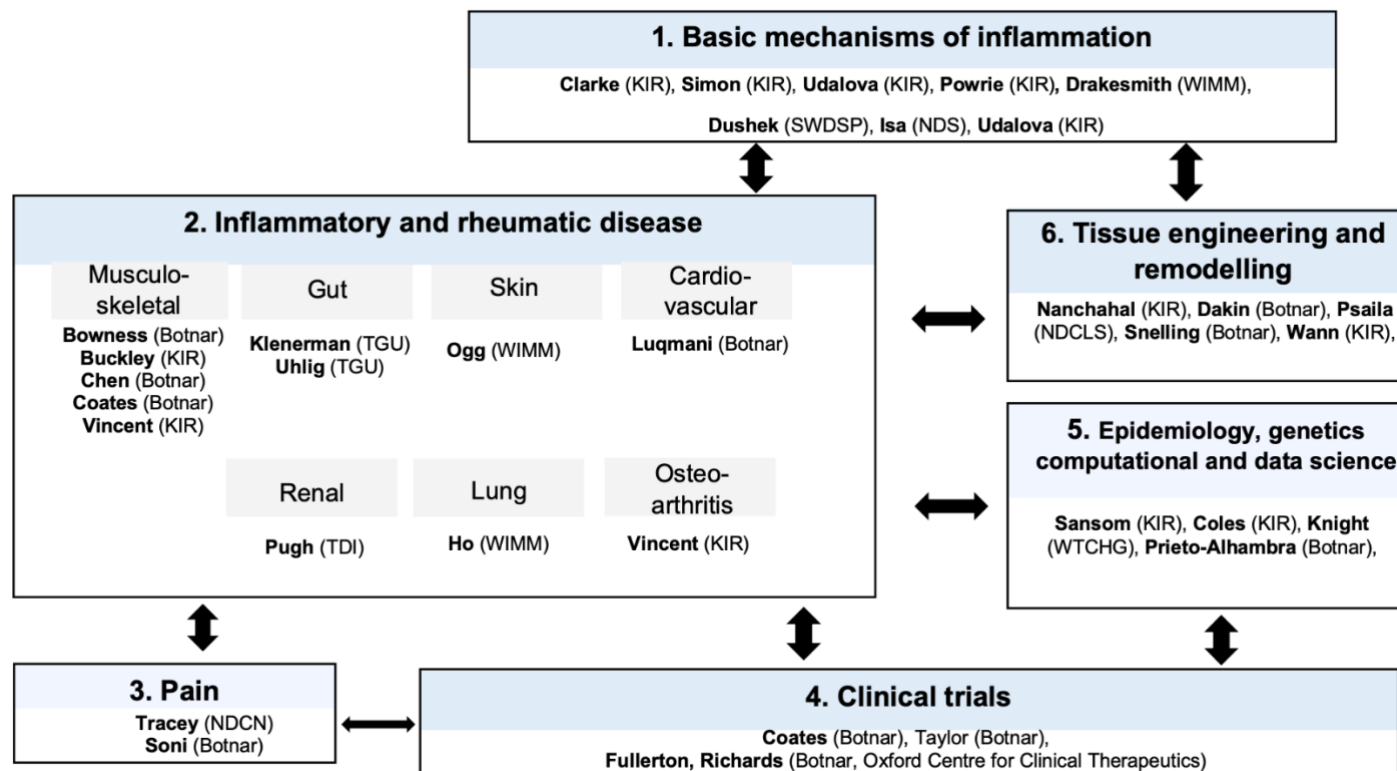 1. Basic mechanisms of inflammation
Clarke (KIR), Simon (KIR), Udalova (KIR), Powrie (KIR), Drakesmith (WIMM),
Dushek (SWDSP), Isa (NDS), Udalova (KIR)
2. Inflammatory and rheumatic disease
Musculo-
skeletal
Bowness (Botnar)
Buckley (KIR)
Chen (Botnar)
Coates (Botnar)
Vincent (KIR)
Gut
Klenerman (TGU)
Uhlig (TGU)
Skin
Ogg (WIMM)
Cardio-
vascular
Luqmani (Botnar)
Renal
Pugh (TDI)
Lung
Ho (WIMM)
Osteo-
arthritis
Vincent (KIR)
6. Tissue engineering and
remodelling
Nanchahal (KIR), Dakin (Botnar), Psaila
(NDCLS), Snelling (Botnar), Wann (KIR),
5. Epidemiology, genetics
computational and data science
Sansom (KIR), Coles (KIR), Knight
(WTCHG), Prieto-Alhambra (Botnar),
3. Pain
Tracey (NDCN)
Soni (Botnar)
4. Clinical trials
Coates (Botnar), Taylor (Botnar),
Fullerton, Richards (Botnar, Oxford Centre for Clinical Therapeutics)